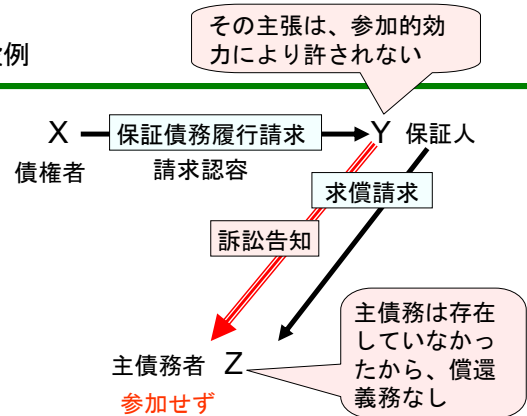 その主張は、参加的効
力により許されない
例
X
保証債務履行請求
Y 保証人
債権者
請求認容
求償請求
訴訟告知
主債務者 Z
参加せず
主債務は存在
していなかっ
たから、償還
義務なし